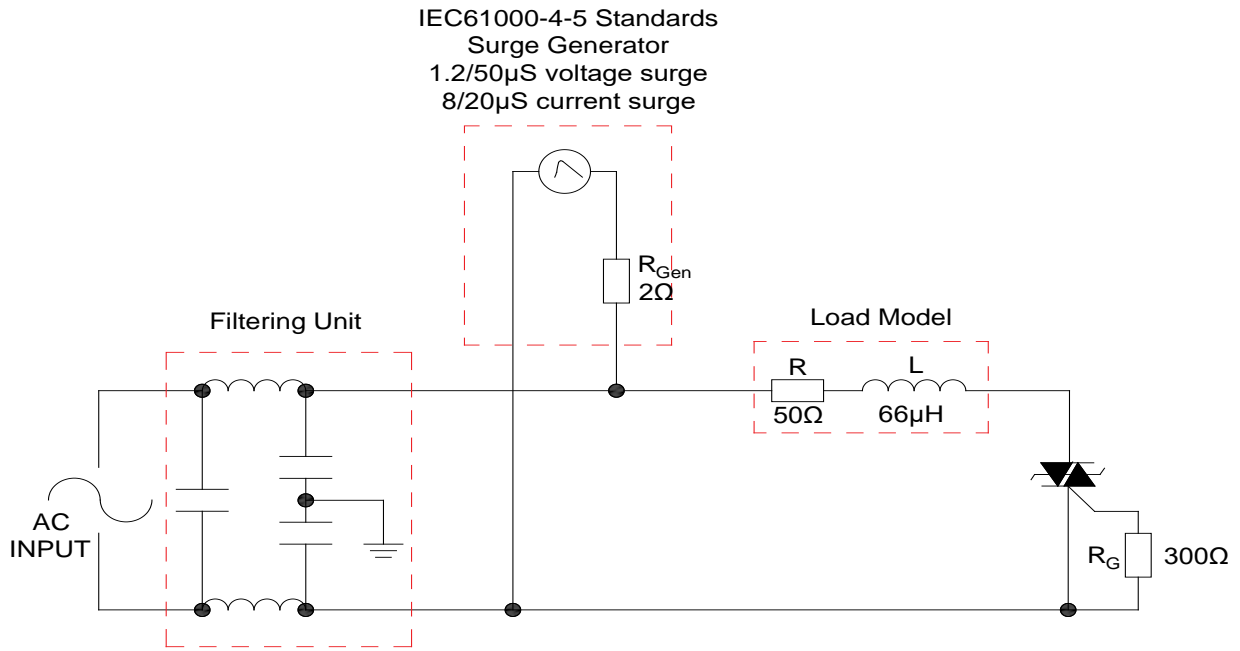 IEC61000-4-5 Standards
Surge Generator
1.2/50µS voltage surge
8/20µS current surge
RGen
2Ω
Filtering Unit
Load Model
R
L
50Ω
66µH
AC
INPUT
RG
300Ω